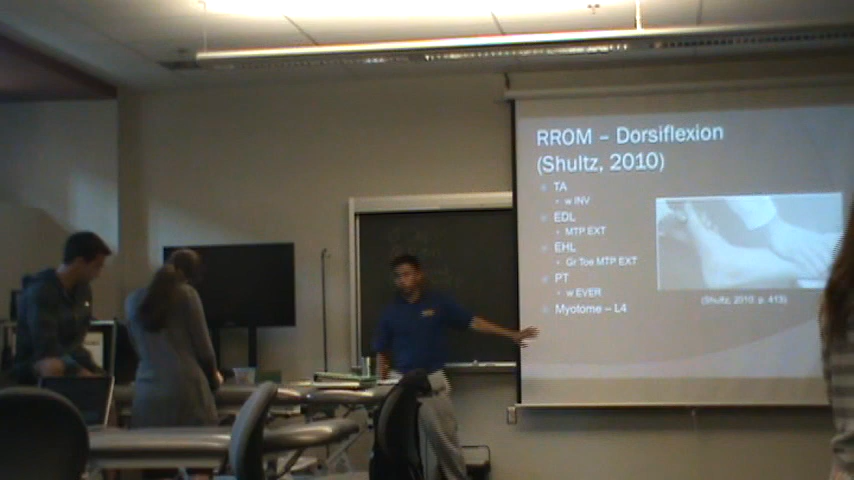 RROM – Dorsiflexion
(Shultz, 2010)
TA
w INV
EDL
MTP EXT
EHL
Gr Toe MTP EXT
PT
w EVER
Myotome – L4
(Shultz, 2010, p. 413)